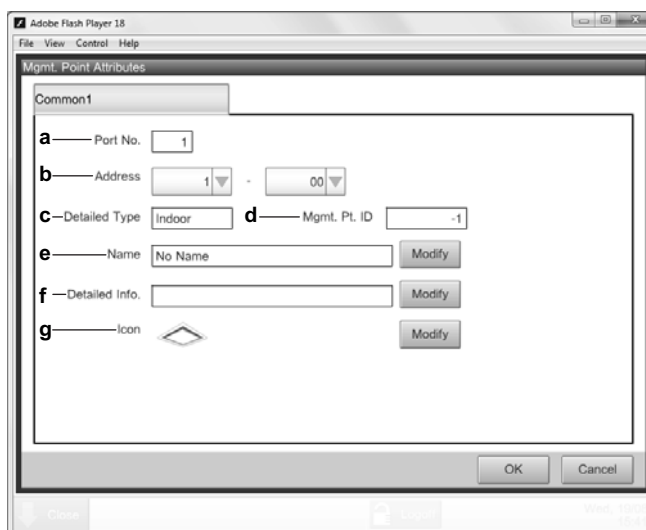 Adobe Flash Player 18
File View Control Help
Mgmt. Point Attributes
Common1
a Port No. 1
b Address 1 - 00
c Detailed Type Indoor d Mgmt. Pt. ID -1
e Name No Name Modify
f Detailed Info. Modify
g Icon Modify
OK Cancel
Close